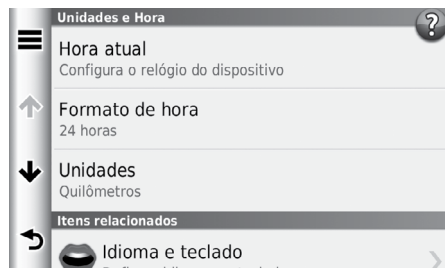 Unidades e Hora
?
Hora atual
Configura o relógio do dispositivo
Formato de hora
24 horas
Unidades
Quilômetros
Itens relacionados
Idioma e teclado